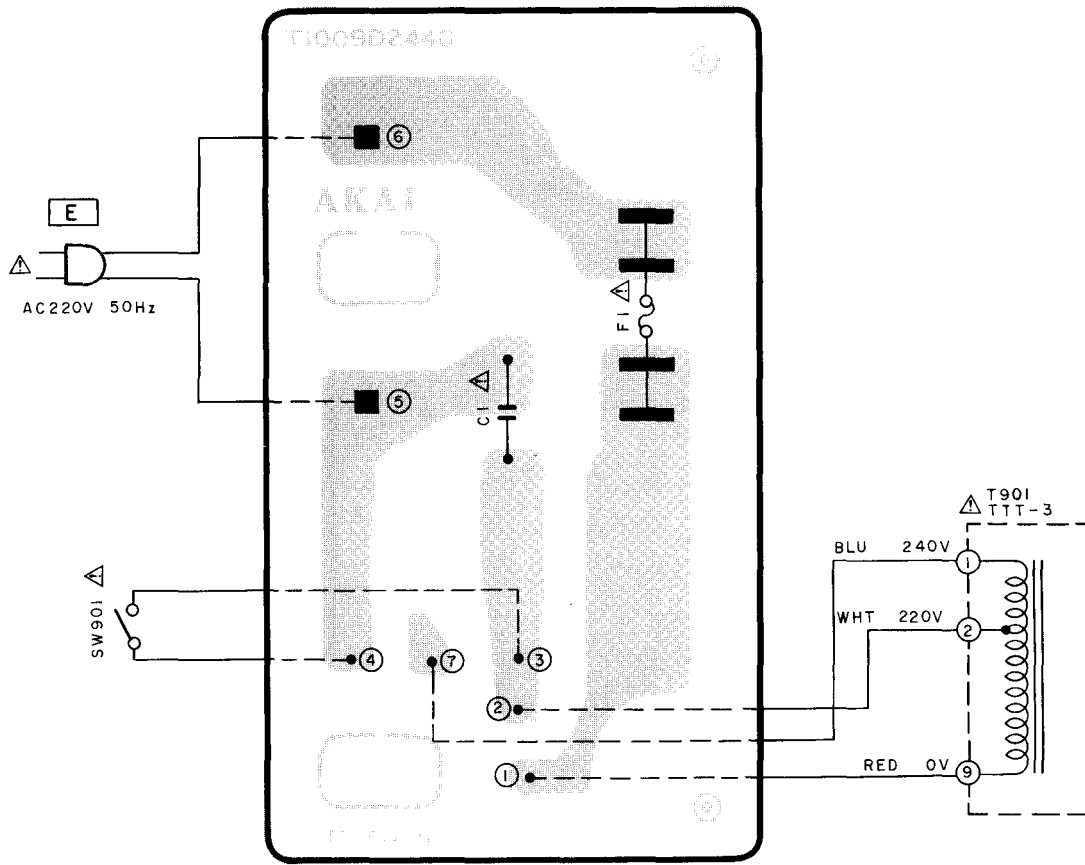 T1009D244G
⑥
AKAI
E
⚠
AC220V 50Hz
F1 ⚠
⑤
C1 ⚠
⚠ T901
TTT-3
BLU 240V ①
WHT 220V ②
SW901 ⚠
④ ⑦ ③
②
① RED 0V ⑨